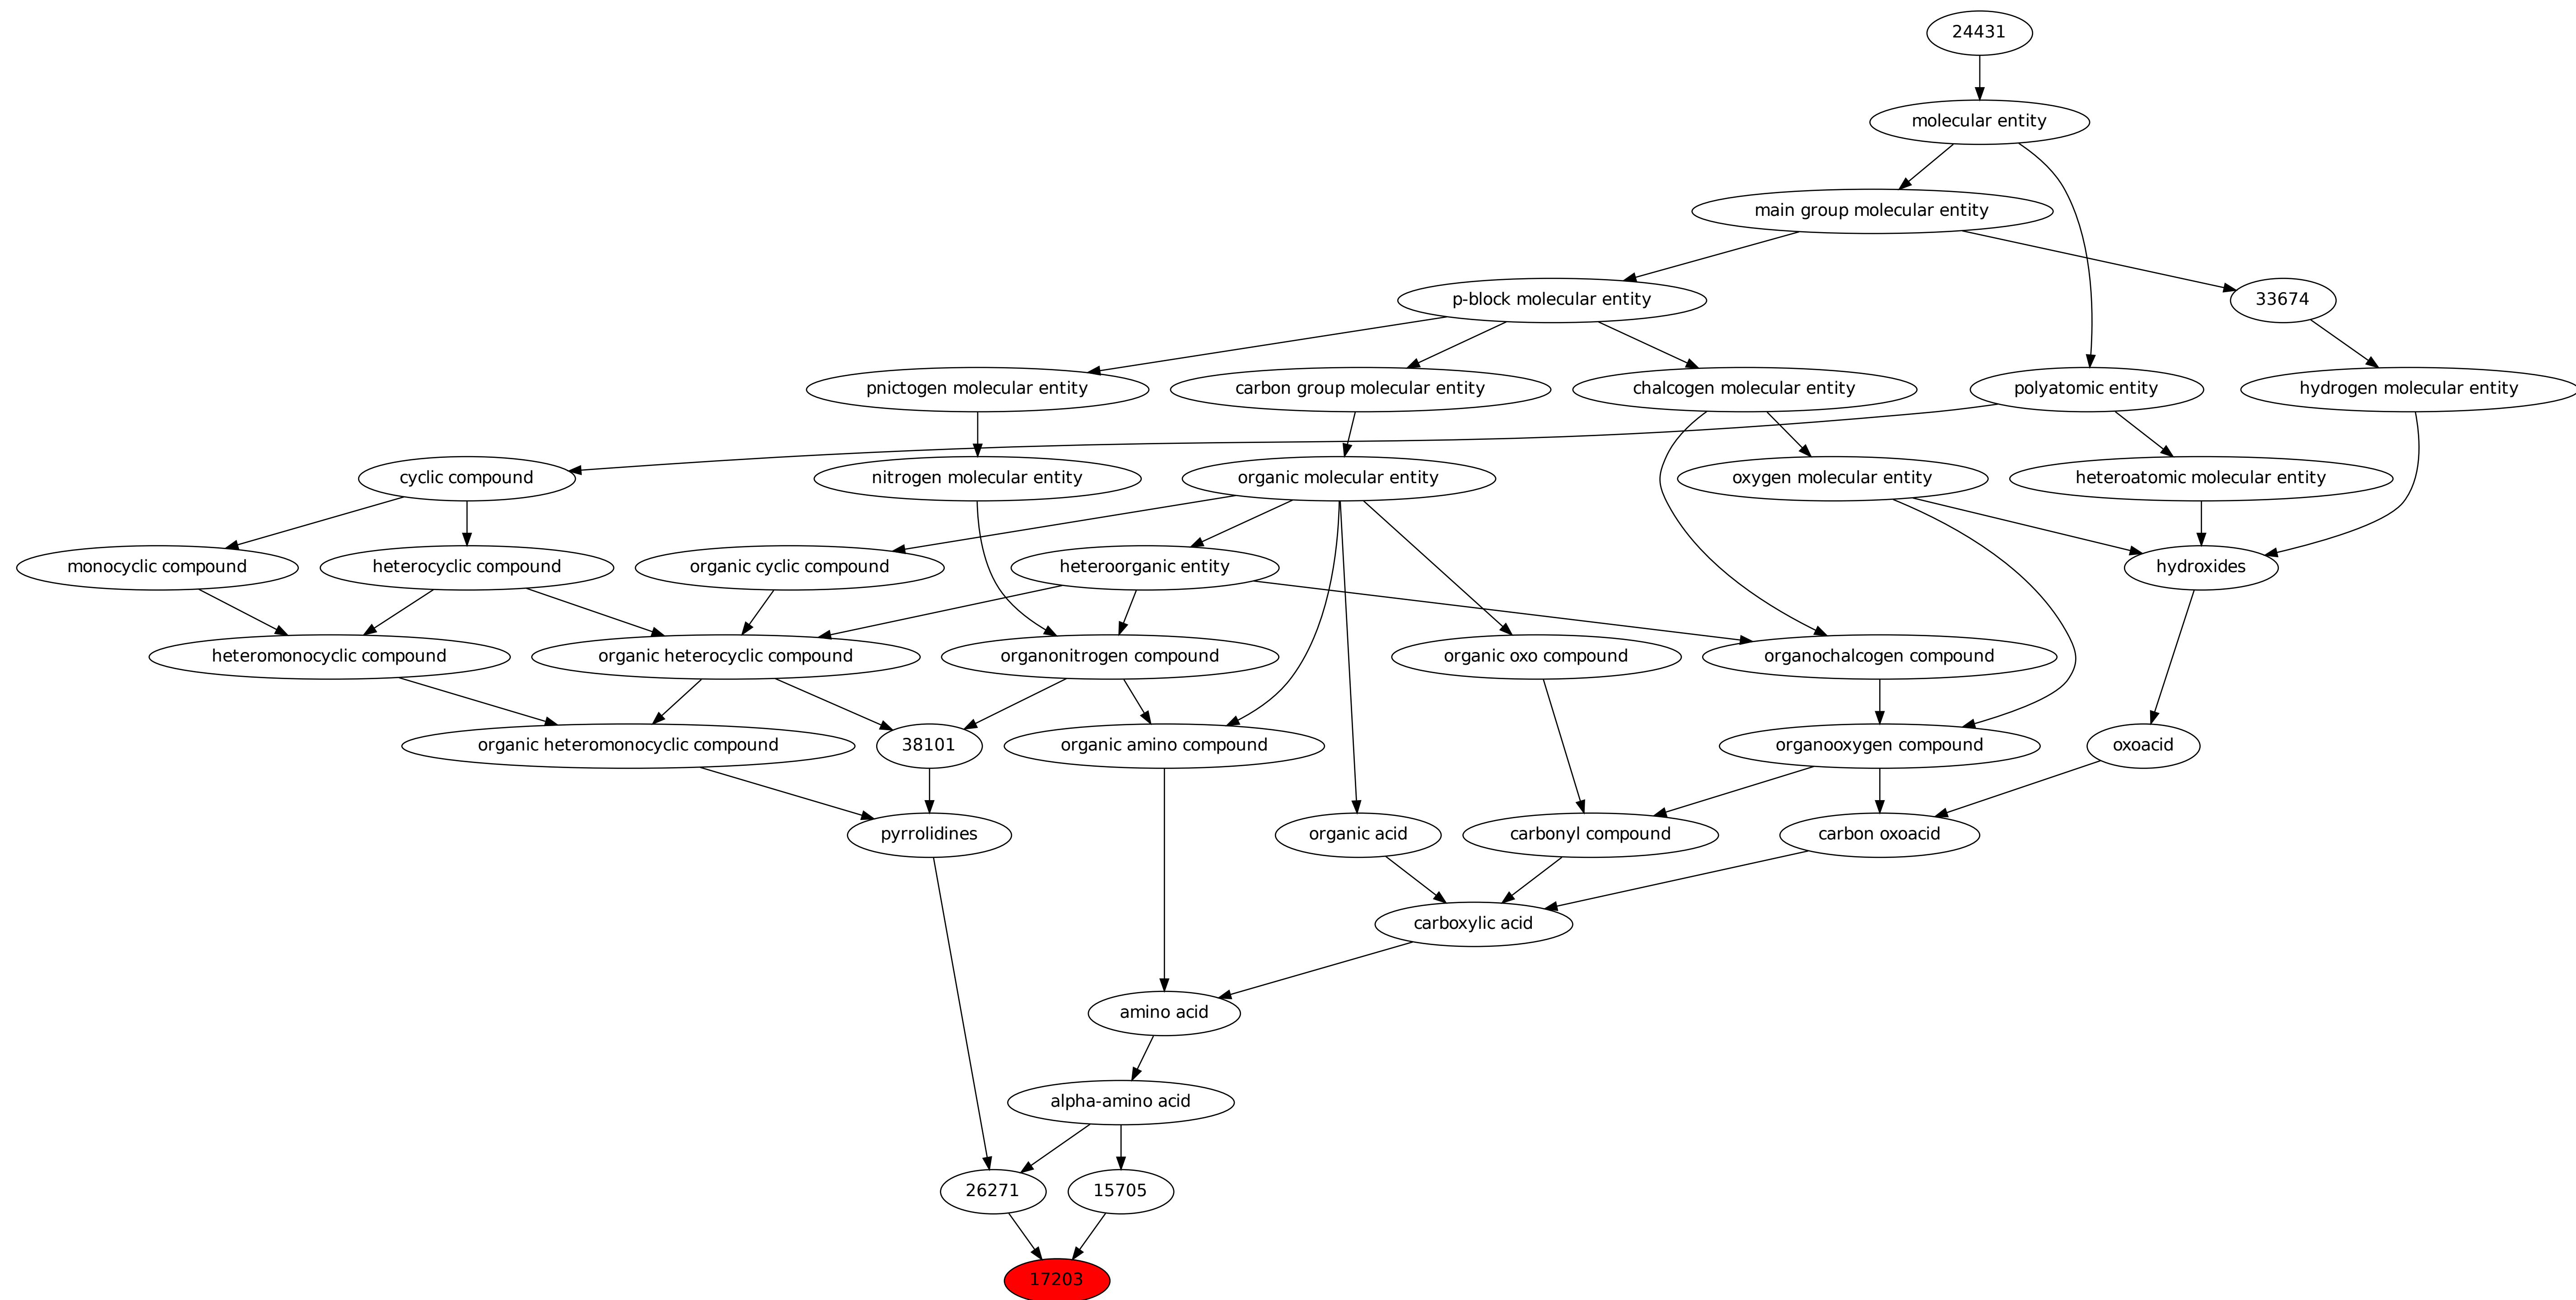 24431
molecular entity
main group molecular entity
p-block molecular entity
33674
pnictogen molecular entity
carbon group molecular entity
chalcogen molecular entity
polyatomic entity
hydrogen molecular entity
cyclic compound
nitrogen molecular entity
organic molecular entity
oxygen molecular entity
heteroatomic molecular entity
monocyclic compound
heterocyclic compound
organic cyclic compound
heteroorganic entity
hydroxides
heteromonocyclic compound
organic heterocyclic compound
organonitrogen compound
organic oxo compound
organochalcogen compound
organic heteromonocyclic compound
38101
organic amino compound
organooxygen compound
oxoacid
pyrrolidines
organic acid
carbonyl compound
carbon oxoacid
carboxylic acid
amino acid
alpha-amino acid
26271
15705
17203